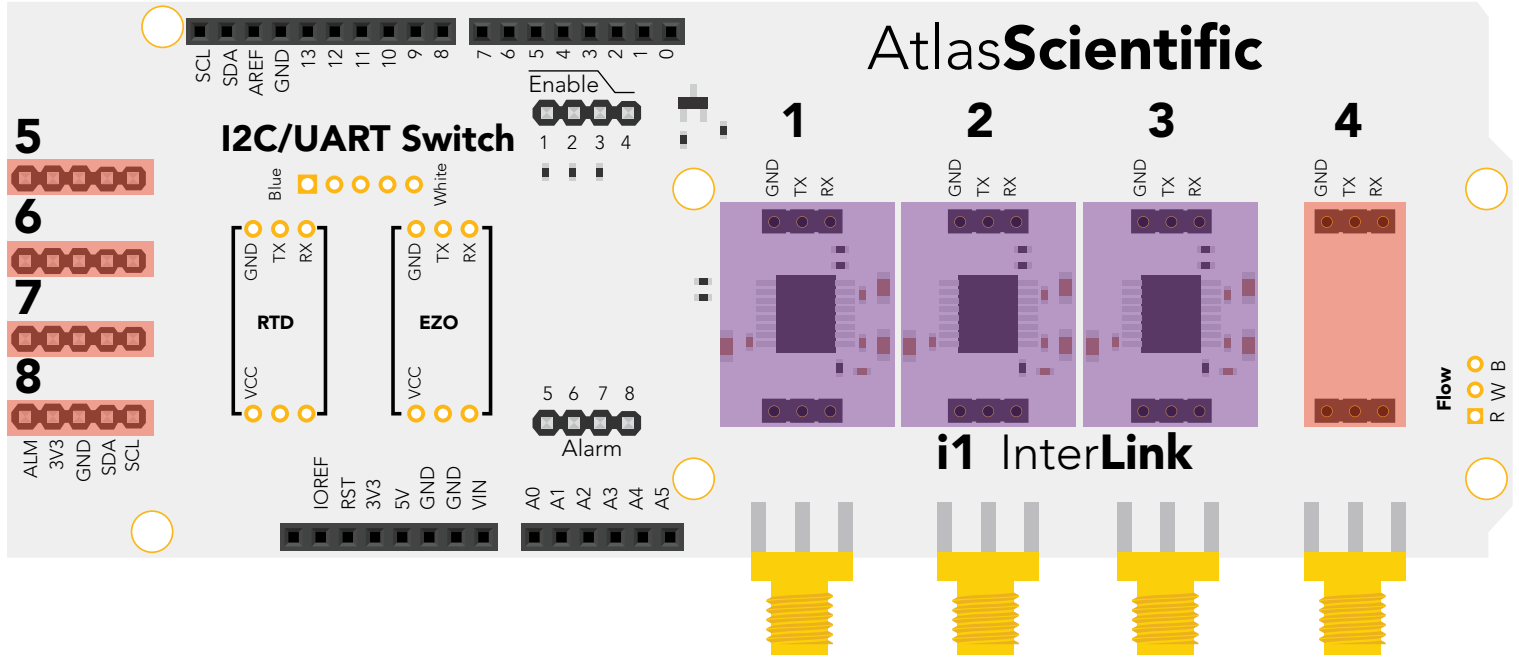 AtlasScientific
SCL SDA AREF GND 13 12 11 10 9 8
7 6 5 4 3 2 1 0
Enable
1 2 3 4
I2C/UART Switch
Blue
White
5
6
7
8
ALM 3V3 GND SDA SCL
GND TX RX
RTD
VCC
GND TX RX
EZO
VCC
5 6 7 8
Alarm
IOREF RST 3V3 5V GND GND VIN
A0 A1 A2 A3 A4 A5
1
GND TX RX
2
GND TX RX
3
GND TX RX
4
GND TX RX
i1 InterLink
Flow
R W B